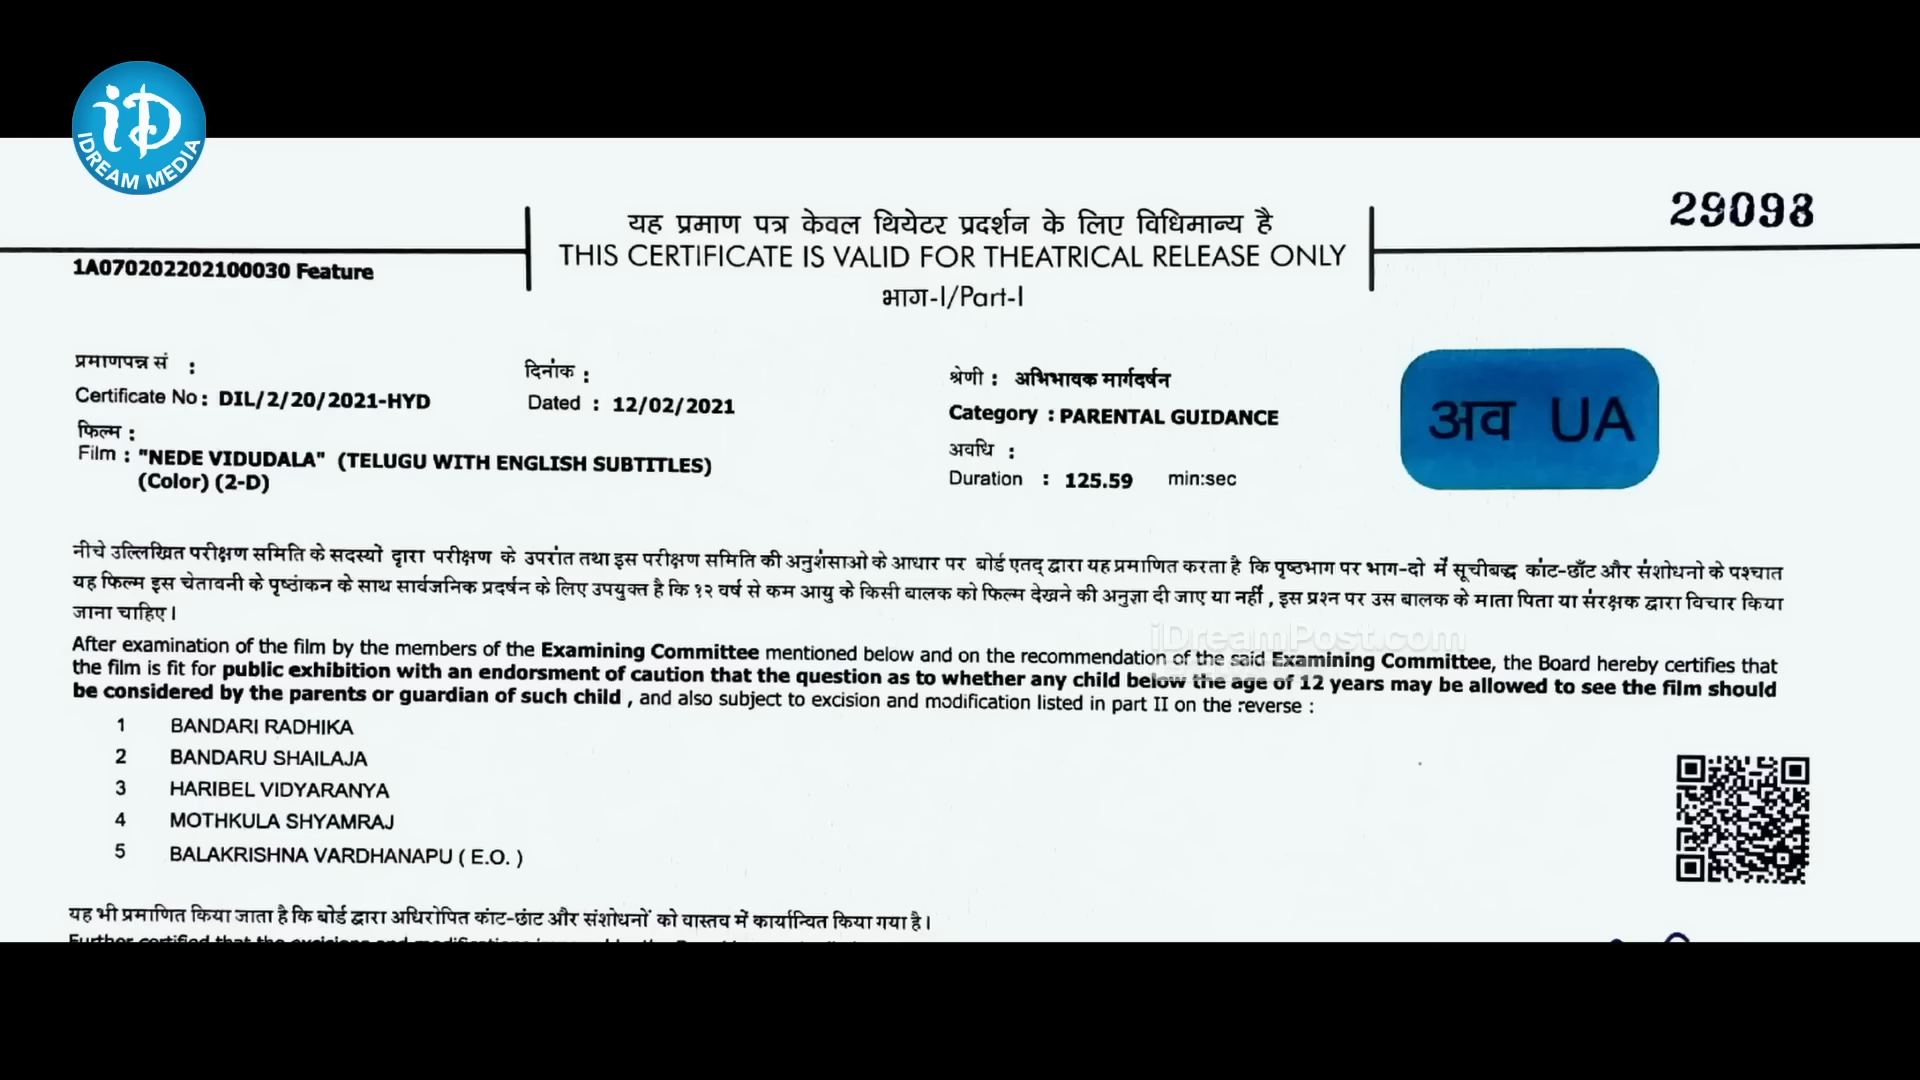 iD
IDREAM MEDIA
29098
यह प्रमाण पत्र केवल थियेटर प्रदर्शन के लिए विधिमान्य है
THIS CERTIFICATE IS VALID FOR THEATRICAL RELEASE ONLY
1A070202202100030 Feature
भाग-I/Part-I
प्रमाणपन्न सं :
दिनांक :
श्रेणी : अभिभावक मार्गदर्षन
अव UA
Certificate No : DIL/2/20/2021-HYD
Dated : 12/02/2021
Category : PARENTAL GUIDANCE
फिल्म :
अवधि :
Film : "NEDE VIDUDALA" (TELUGU WITH ENGLISH SUBTITLES)
(Color) (2-D)
Duration : 125.59 min:sec
नीचे उल्लिखित परीक्षण समिति के सदस्यों द्वारा परीक्षण के उपरांत तथा इस परीक्षण समिति की अनुशंसाओ के आधार पर बोर्ड एतद् द्वारा यह प्रमाणित करता है कि पृष्ठभाग पर भाग-दो में सूचीबद्ध कांट-छाँट और संशोधनो के पश्चात
यह फिल्म इस चेतावनी के पृष्ठांकन के साथ सार्वजनिक प्रदर्षन के लिए उपयुक्त है कि १२ वर्ष से कम आयु के किसी बालक को फिल्म देखने की अनुज्ञा दी जाए या नहीं , इस प्रश्न पर उस बालक के माता पिता या संरक्षक द्वारा विचार किया
जाना चाहिए।
iDreamPost.com
After examination of the film by the members of the Examining Committee mentioned below and on the recommendation of the said Examining Committee, the Board hereby certifies that
the film is fit for public exhibition with an endorsment of caution that the question as to whether any child below the age of 12 years may be allowed to see the film should
be considered by the parents or guardian of such child , and also subject to excision and modification listed in part II on the reverse :
1 BANDARI RADHIKA
2 BANDARU SHAILAJA
3 HARIBEL VIDYARANYA
4 MOTHKULA SHYAMRAJ
5 BALAKRISHNA VARDHANAPU ( E.O. )
यह भी प्रमाणित किया जाता है कि बोर्ड द्वारा अधिरोपित कांट-छांट और संशोधनों को वास्तव में कार्यान्वित किया गया है।